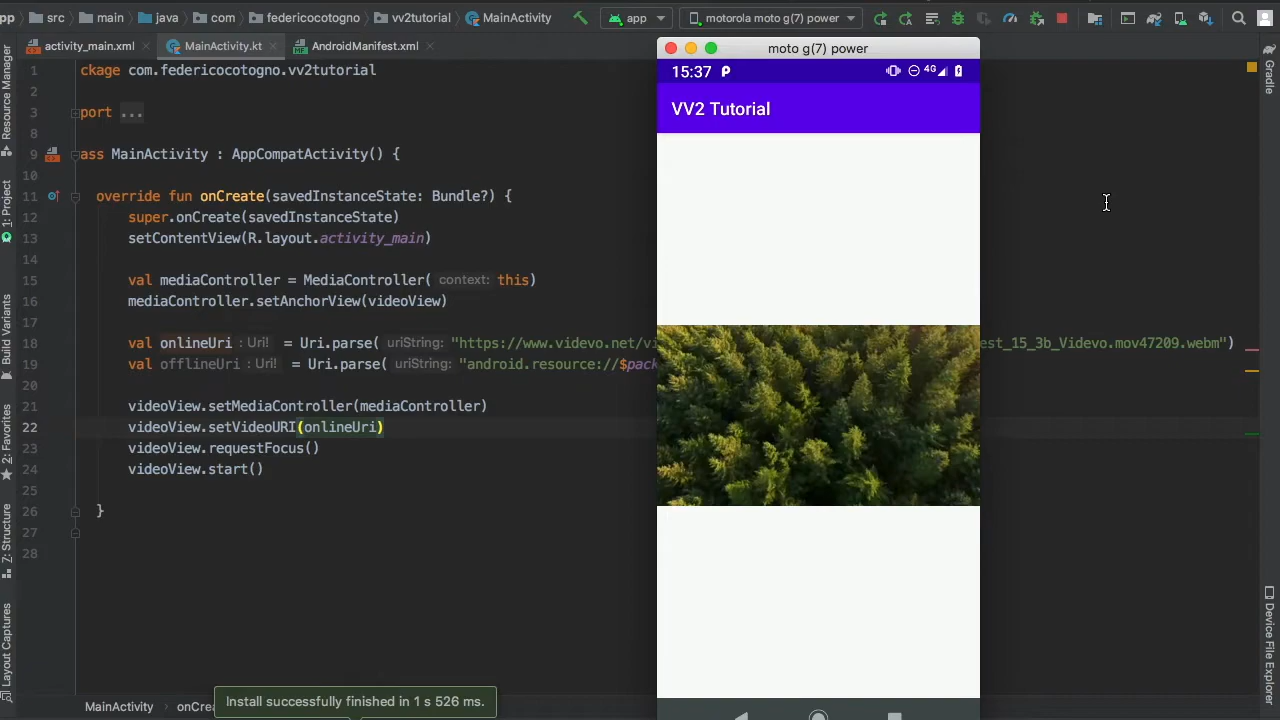 src main java com federicocotogno vv2tutorial MainActivity app motorola moto g(7) power
activity_main.xml MainActivity.kt AndroidManifest.xml
moto g(7) power
15:37 4G
VV2 Tutorial
1 ckage com.federicocotogno.vv2tutorial
2
3 port ...
8
9 ass MainActivity : AppCompatActivity() {
10
11 override fun onCreate(savedInstanceState: Bundle?) {
12 super.onCreate(savedInstanceState)
13 setContentView(R.layout.activity_main)
14
15 val mediaController = MediaController( context: this)
16 mediaController.setAnchorView(videoView)
17
18 val onlineUri : Uri! = Uri.parse( uriString: "https://www.videvo.net/vi est_15_3b_Videvo.mov47209.webm")
19 val offlineUri : Uri! = Uri.parse( uriString: "android.resource://$pack
20
21 videoView.setMediaController(mediaController)
22 videoView.setVideoURI(onlineUri)
23 videoView.requestFocus()
24 videoView.start()
25
26 }
27
28
Install successfully finished in 1 s 526 ms.
MainActivity onCrea
Resource Manager
1: Project
Build Variants
2: Favorites
Z: Structure
Layout Captures
Gradle
Device File Explorer